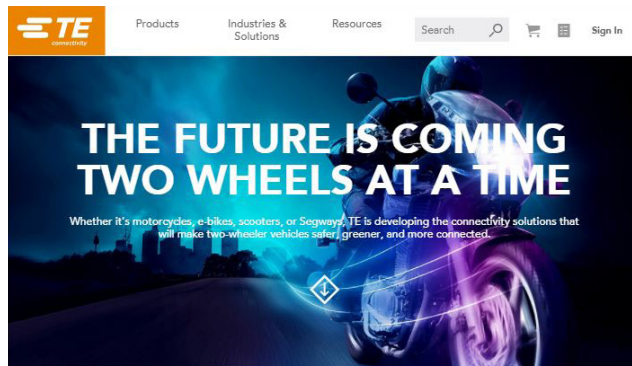 TE
connectivity
Products
Industries &
Solutions
Resources
Search
Sign In
THE FUTURE IS COMING
TWO WHEELS AT A TIME
Whether it's motorcycles, e-bikes, scooters, or Segways, TE is developing the connectivity solutions that
will make two-wheeler vehicles safer, greener, and more connected.